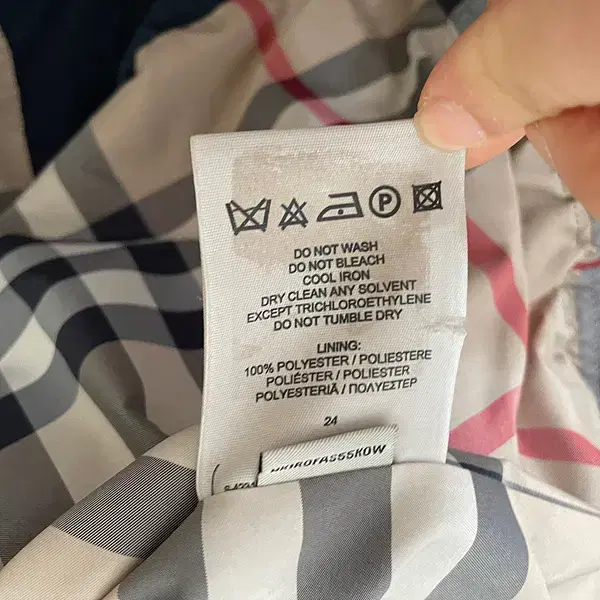 P
DO NOT WASH
DO NOT BLEACH
COOL IRON
DRY CLEAN ANY SOLVENT
EXCEPT TRICHLOROETHYLENE
DO NOT TUMBLE DRY
LINING:
100% POLYESTER / POLIESTERE
POLIÉSTER / POLIESTER
POLYESTERIÄ / ΠΟΛΥΕΣΤΕΡ
24